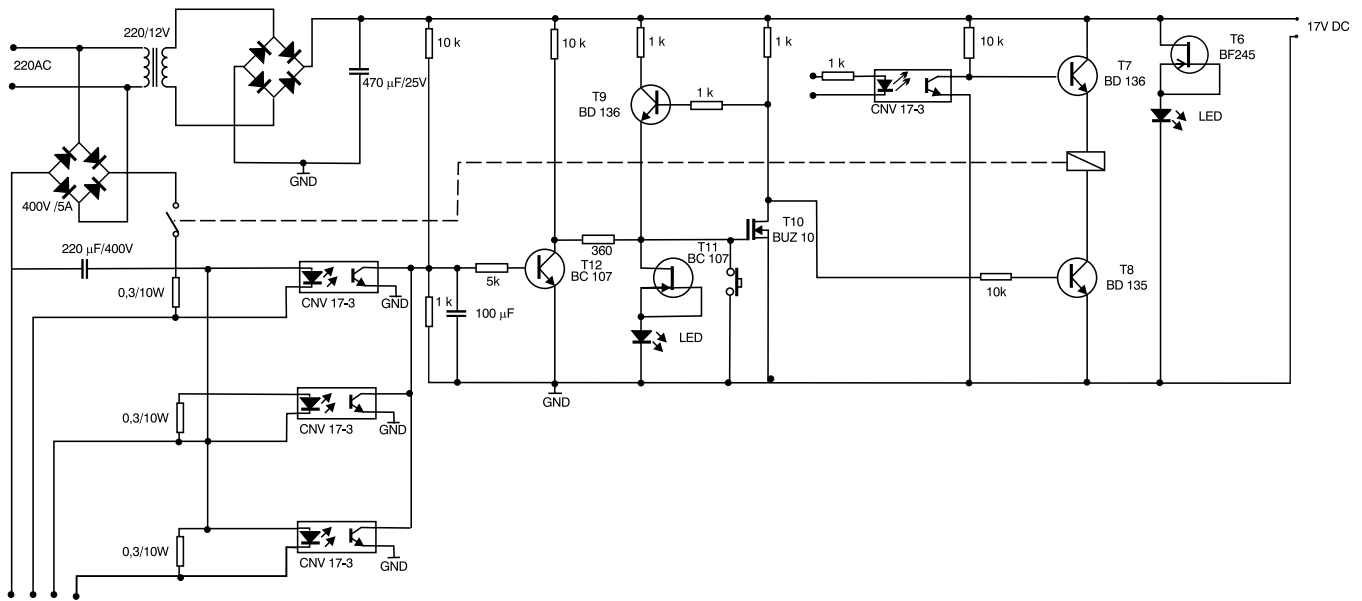 220/12V
17V DC
220AC
10 k
10 k
1 k
1 k
10 k
T6
BF245
1 k
T7
BD 136
470 µF/25V
T9
BD 136
1 k
CNV 17-3
LED
GND
400V /5A
T10
BUZ 10
220 µF/400V
360
T11
BC 107
T12
BC 107
5k
T8
BD 135
10k
0,3/10W
CNV 17-3
GND
1 k
100 µF
LED
GND
0,3/10W
CNV 17-3
GND
0,3/10W
CNV 17-3
GND